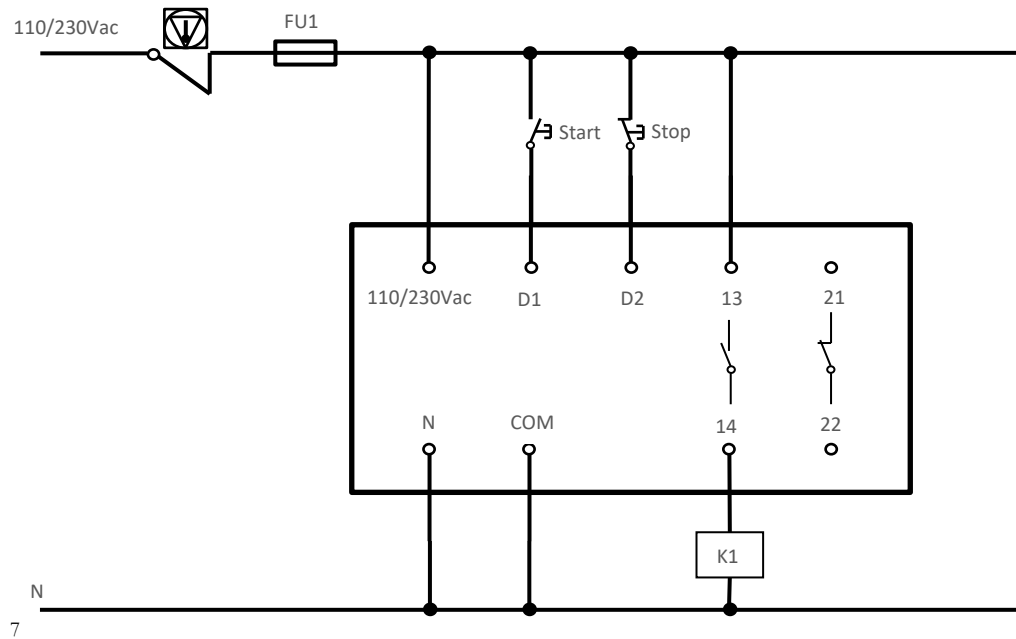 110/230Vac
FU1
Start
Stop
110/230Vac
D1
D2
13
21
N
COM
14
22
K1
N
7